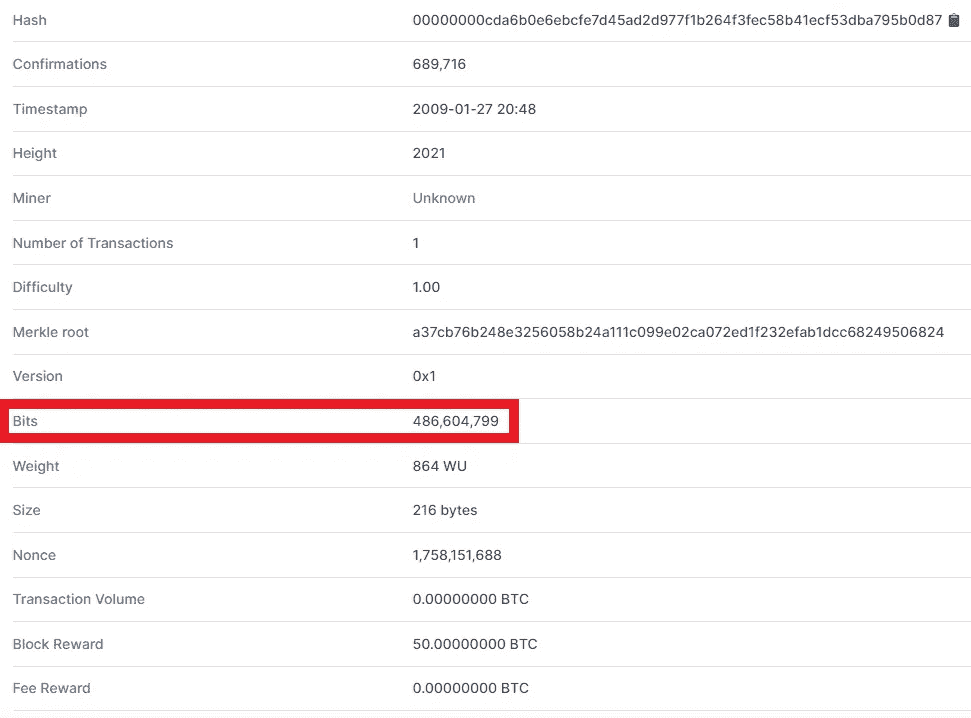 Hash 00000000cda6b0e6ebcfe7d45ad2d977f1b264f3fec58b41ecf53dba795b0d87
Confirmations 689,716
Timestamp 2009-01-27 20:48
Height 2021
Miner Unknown
Number of Transactions 1
Difficulty 1.00
Merkle root a37cb76b248e3256058b24a111c099e02ca072ed1f232efab1dcc68249506824
Version 0x1
Bits 486,604,799
Weight 864 WU
Size 216 bytes
Nonce 1,758,151,688
Transaction Volume 0.00000000 BTC
Block Reward 50.00000000 BTC
Fee Reward 0.00000000 BTC